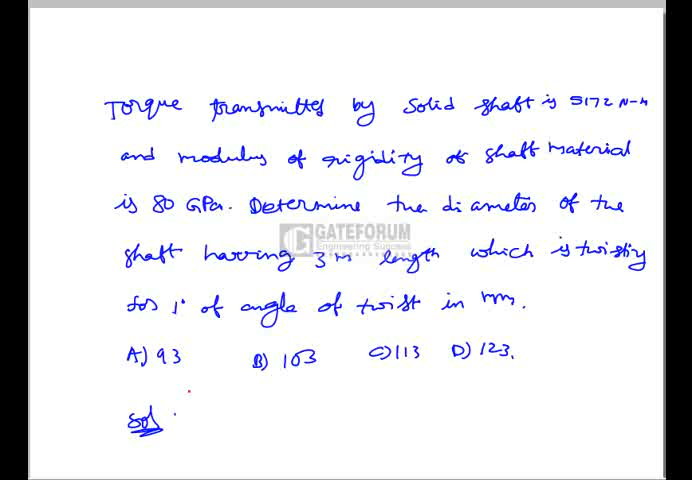 Torque transmitted by solid shaft is 5172 N-m
and modulus of rigidity of shaft material
is 80 GPa. Determine the diameter of the
GATEFORUM
Engineering Success
shaft having 3 m length which is twisting
for 1° of angle of twist in mm.
A) 93 B) 103 C) 113 D) 123.
Sol